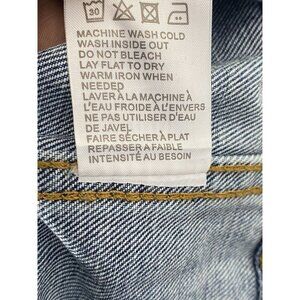 30
MACHINE WASH COLD
WASH INSIDE OUT
DO NOT BLEACH
LAY FLAT TO DRY
WARM IRON WHEN
NEEDED
LAVER À LA MACHINE À
L'EAU FROIDE À L'ENVERS
NE PAS UTILISER D'EAU
DE JAVEL
FAIRE SÉCHER À PLAT
REPASSER A FAIBLE
INTENSITÉ AU BESOIN